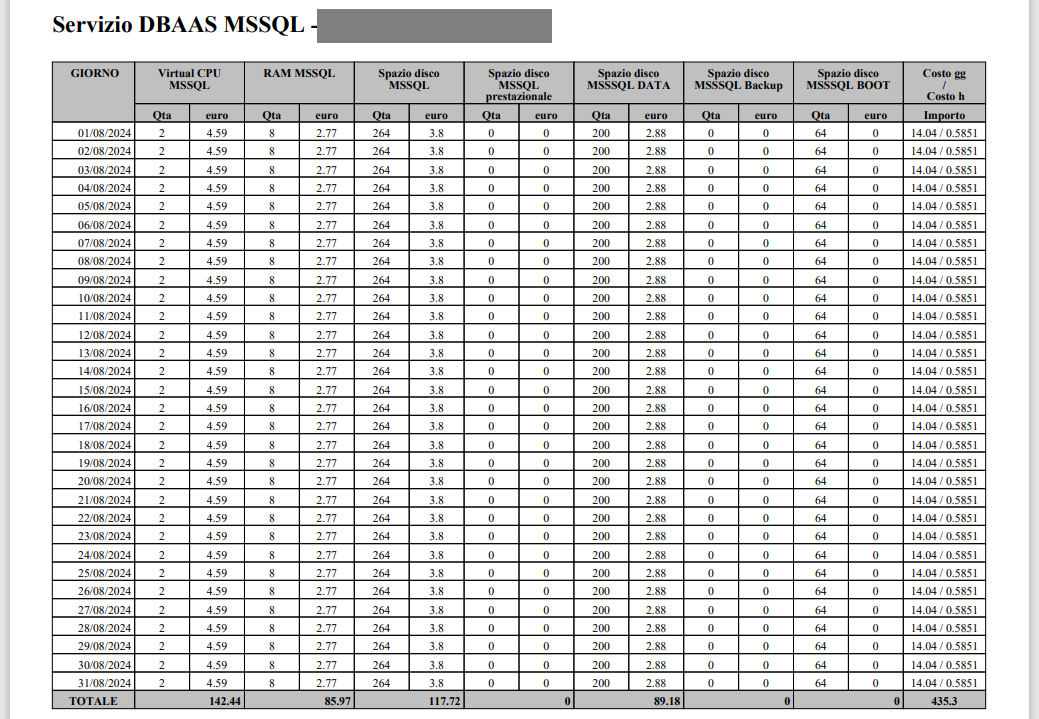 Servizio DBAAS MSSQL -
GIORNO Virtual CPU MSSQL RAM MSSQL Spazio disco MSSQL Spazio disco MSSQL prestazionale Spazio disco MSSSQL DATA Spazio disco MSSSQL Backup Spazio disco MSSSQL BOOT Costo gg / Costo h
Qta euro Qta euro Qta euro Qta euro Qta euro Qta euro Qta euro Importo
01/08/2024 2 4.59 8 2.77 264 3.8 0 0 200 2.88 0 0 64 0 14.04 / 0.5851
02/08/2024 2 4.59 8 2.77 264 3.8 0 0 200 2.88 0 0 64 0 14.04 / 0.5851
03/08/2024 2 4.59 8 2.77 264 3.8 0 0 200 2.88 0 0 64 0 14.04 / 0.5851
04/08/2024 2 4.59 8 2.77 264 3.8 0 0 200 2.88 0 0 64 0 14.04 / 0.5851
05/08/2024 2 4.59 8 2.77 264 3.8 0 0 200 2.88 0 0 64 0 14.04 / 0.5851
06/08/2024 2 4.59 8 2.77 264 3.8 0 0 200 2.88 0 0 64 0 14.04 / 0.5851
07/08/2024 2 4.59 8 2.77 264 3.8 0 0 200 2.88 0 0 64 0 14.04 / 0.5851
08/08/2024 2 4.59 8 2.77 264 3.8 0 0 200 2.88 0 0 64 0 14.04 / 0.5851
09/08/2024 2 4.59 8 2.77 264 3.8 0 0 200 2.88 0 0 64 0 14.04 / 0.5851
10/08/2024 2 4.59 8 2.77 264 3.8 0 0 200 2.88 0 0 64 0 14.04 / 0.5851
11/08/2024 2 4.59 8 2.77 264 3.8 0 0 200 2.88 0 0 64 0 14.04 / 0.5851
12/08/2024 2 4.59 8 2.77 264 3.8 0 0 200 2.88 0 0 64 0 14.04 / 0.5851
13/08/2024 2 4.59 8 2.77 264 3.8 0 0 200 2.88 0 0 64 0 14.04 / 0.5851
14/08/2024 2 4.59 8 2.77 264 3.8 0 0 200 2.88 0 0 64 0 14.04 / 0.5851
15/08/2024 2 4.59 8 2.77 264 3.8 0 0 200 2.88 0 0 64 0 14.04 / 0.5851
16/08/2024 2 4.59 8 2.77 264 3.8 0 0 200 2.88 0 0 64 0 14.04 / 0.5851
17/08/2024 2 4.59 8 2.77 264 3.8 0 0 200 2.88 0 0 64 0 14.04 / 0.5851
18/08/2024 2 4.59 8 2.77 264 3.8 0 0 200 2.88 0 0 64 0 14.04 / 0.5851
19/08/2024 2 4.59 8 2.77 264 3.8 0 0 200 2.88 0 0 64 0 14.04 / 0.5851
20/08/2024 2 4.59 8 2.77 264 3.8 0 0 200 2.88 0 0 64 0 14.04 / 0.5851
21/08/2024 2 4.59 8 2.77 264 3.8 0 0 200 2.88 0 0 64 0 14.04 / 0.5851
22/08/2024 2 4.59 8 2.77 264 3.8 0 0 200 2.88 0 0 64 0 14.04 / 0.5851
23/08/2024 2 4.59 8 2.77 264 3.8 0 0 200 2.88 0 0 64 0 14.04 / 0.5851
24/08/2024 2 4.59 8 2.77 264 3.8 0 0 200 2.88 0 0 64 0 14.04 / 0.5851
25/08/2024 2 4.59 8 2.77 264 3.8 0 0 200 2.88 0 0 64 0 14.04 / 0.5851
26/08/2024 2 4.59 8 2.77 264 3.8 0 0 200 2.88 0 0 64 0 14.04 / 0.5851
27/08/2024 2 4.59 8 2.77 264 3.8 0 0 200 2.88 0 0 64 0 14.04 / 0.5851
28/08/2024 2 4.59 8 2.77 264 3.8 0 0 200 2.88 0 0 64 0 14.04 / 0.5851
29/08/2024 2 4.59 8 2.77 264 3.8 0 0 200 2.88 0 0 64 0 14.04 / 0.5851
30/08/2024 2 4.59 8 2.77 264 3.8 0 0 200 2.88 0 0 64 0 14.04 / 0.5851
31/08/2024 2 4.59 8 2.77 264 3.8 0 0 200 2.88 0 0 64 0 14.04 / 0.5851
TOTALE 142.44 85.97 117.72 0 89.18 0 0 435.3